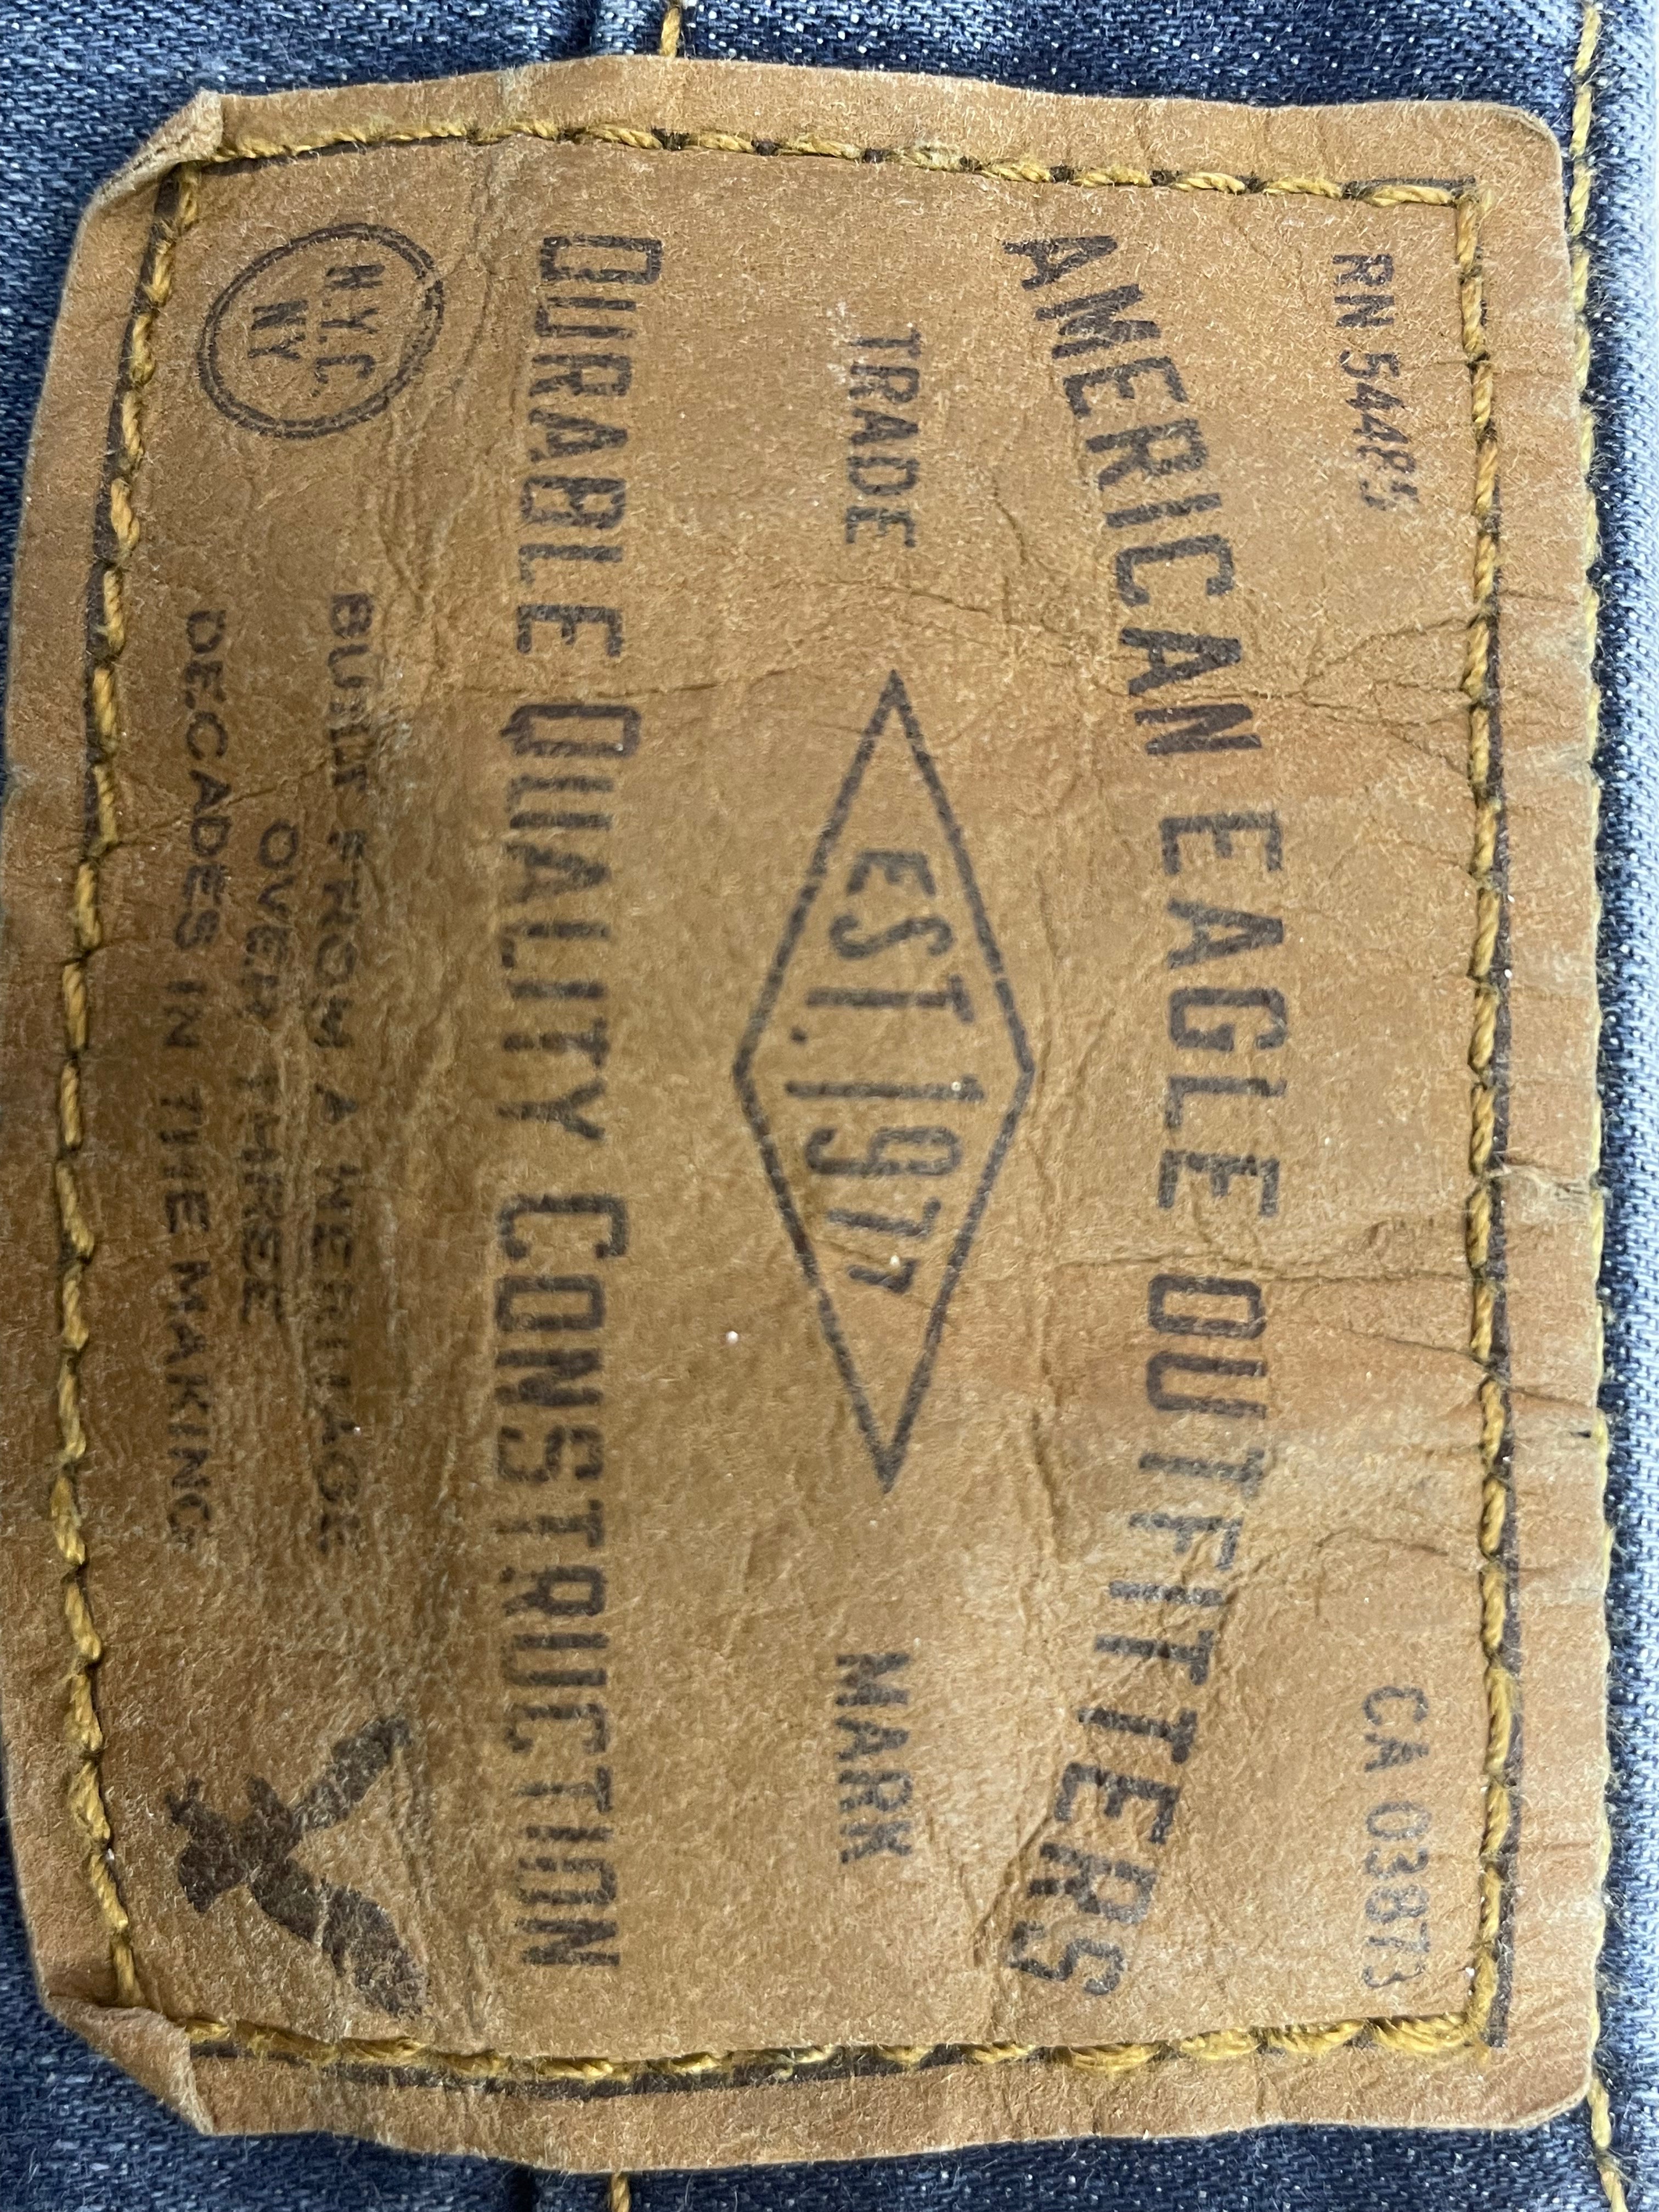 RN 54485 CA 03873
AMERICAN EAGLE OUTFITTERS
TRADE EST. 1977 MARK
DURABLE QUALITY CONSTRUCTION
N.Y.C.
NY
BUILT FROM A HERITAGE
OVER THREE
DECADES IN THE MAKING